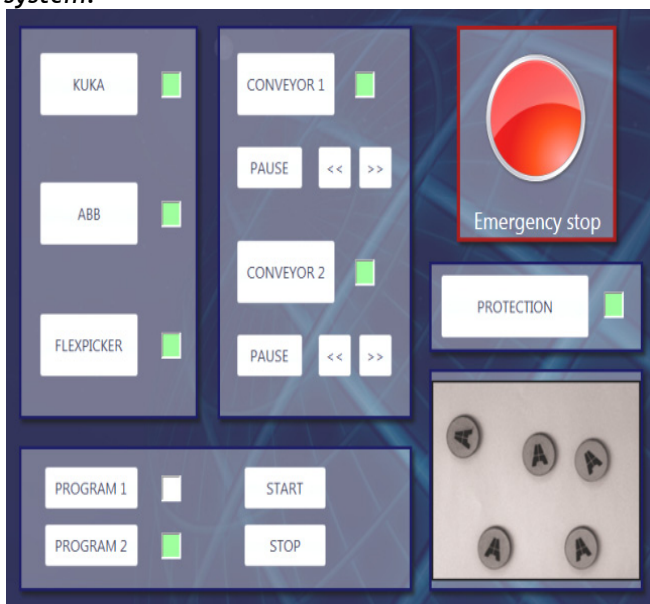 system.
KUKA
ABB
FLEXPICKER
CONVEYOR 1
PAUSE << >>
CONVEYOR 2
PAUSE << >>
Emergency stop
PROTECTION
A
A A
A A
PROGRAM 1 START
PROGRAM 2 STOP